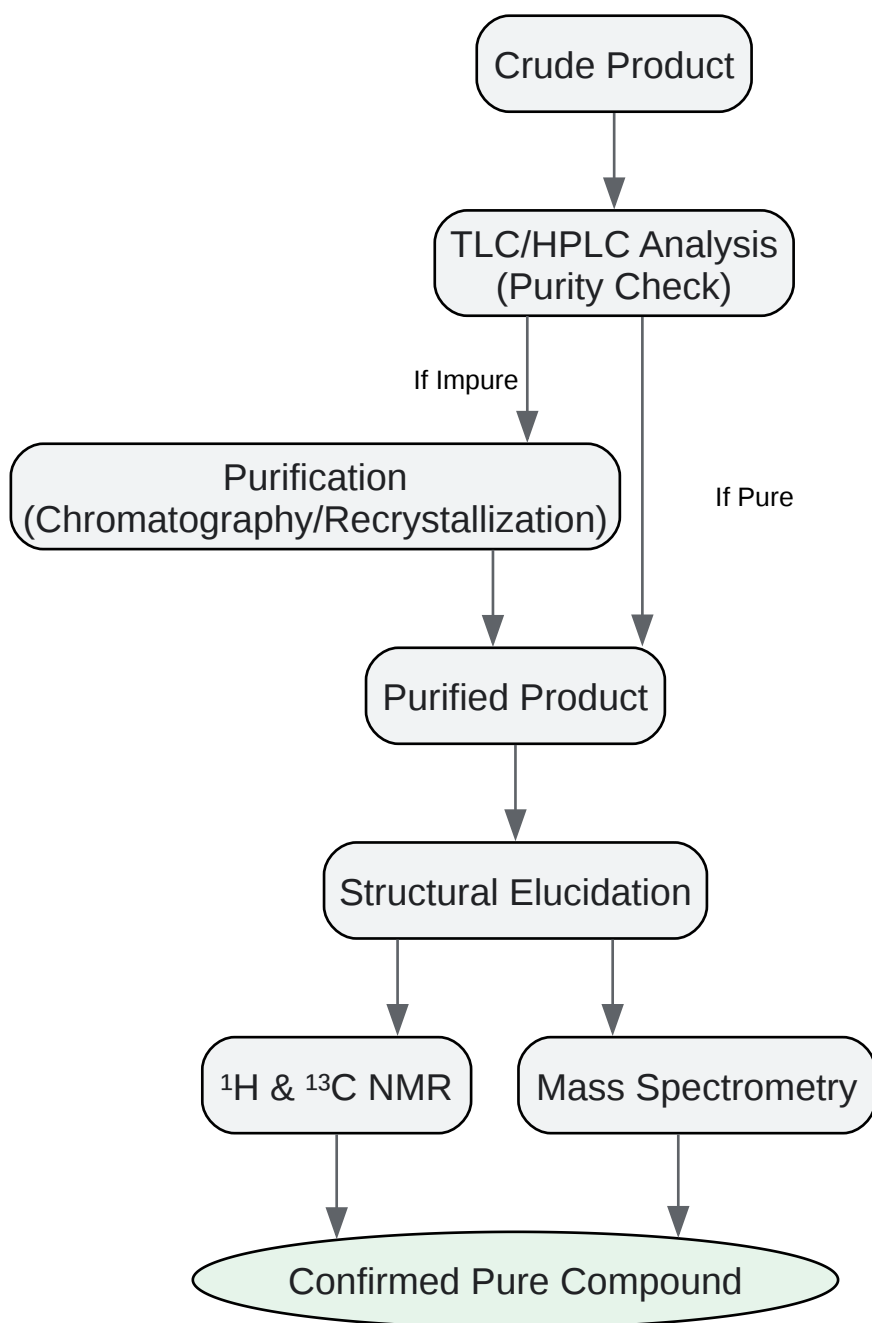 Crude Product
TLC/HPLC Analysis
(Purity Check)
If Impure
Purification
(Chromatography/Recrystallization)
If Pure
Purified Product
Structural Elucidation
¹H & ¹³C NMR
Mass Spectrometry
Confirmed Pure Compound